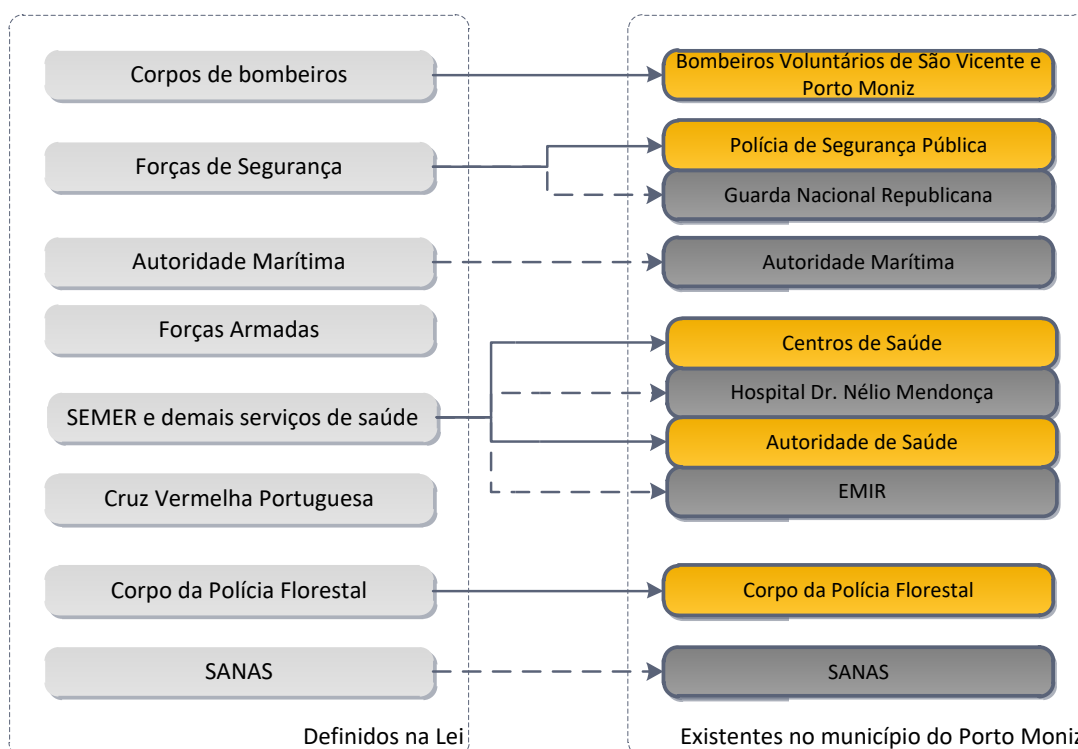 Corpos de bombeiros
Bombeiros Voluntários de São Vicente e
Porto Moniz
Forças de Segurança
Polícia de Segurança Pública
Guarda Nacional Republicana
Autoridade Marítima
Autoridade Marítima
Forças Armadas
Centros de Saúde
Hospital Dr. Nélio Mendonça
SEMER e demais serviços de saúde
Autoridade de Saúde
EMIR
Cruz Vermelha Portuguesa
Corpo da Polícia Florestal
Corpo da Polícia Florestal
SANAS
SANAS
Definidos na Lei
Existentes no município do Porto Moniz